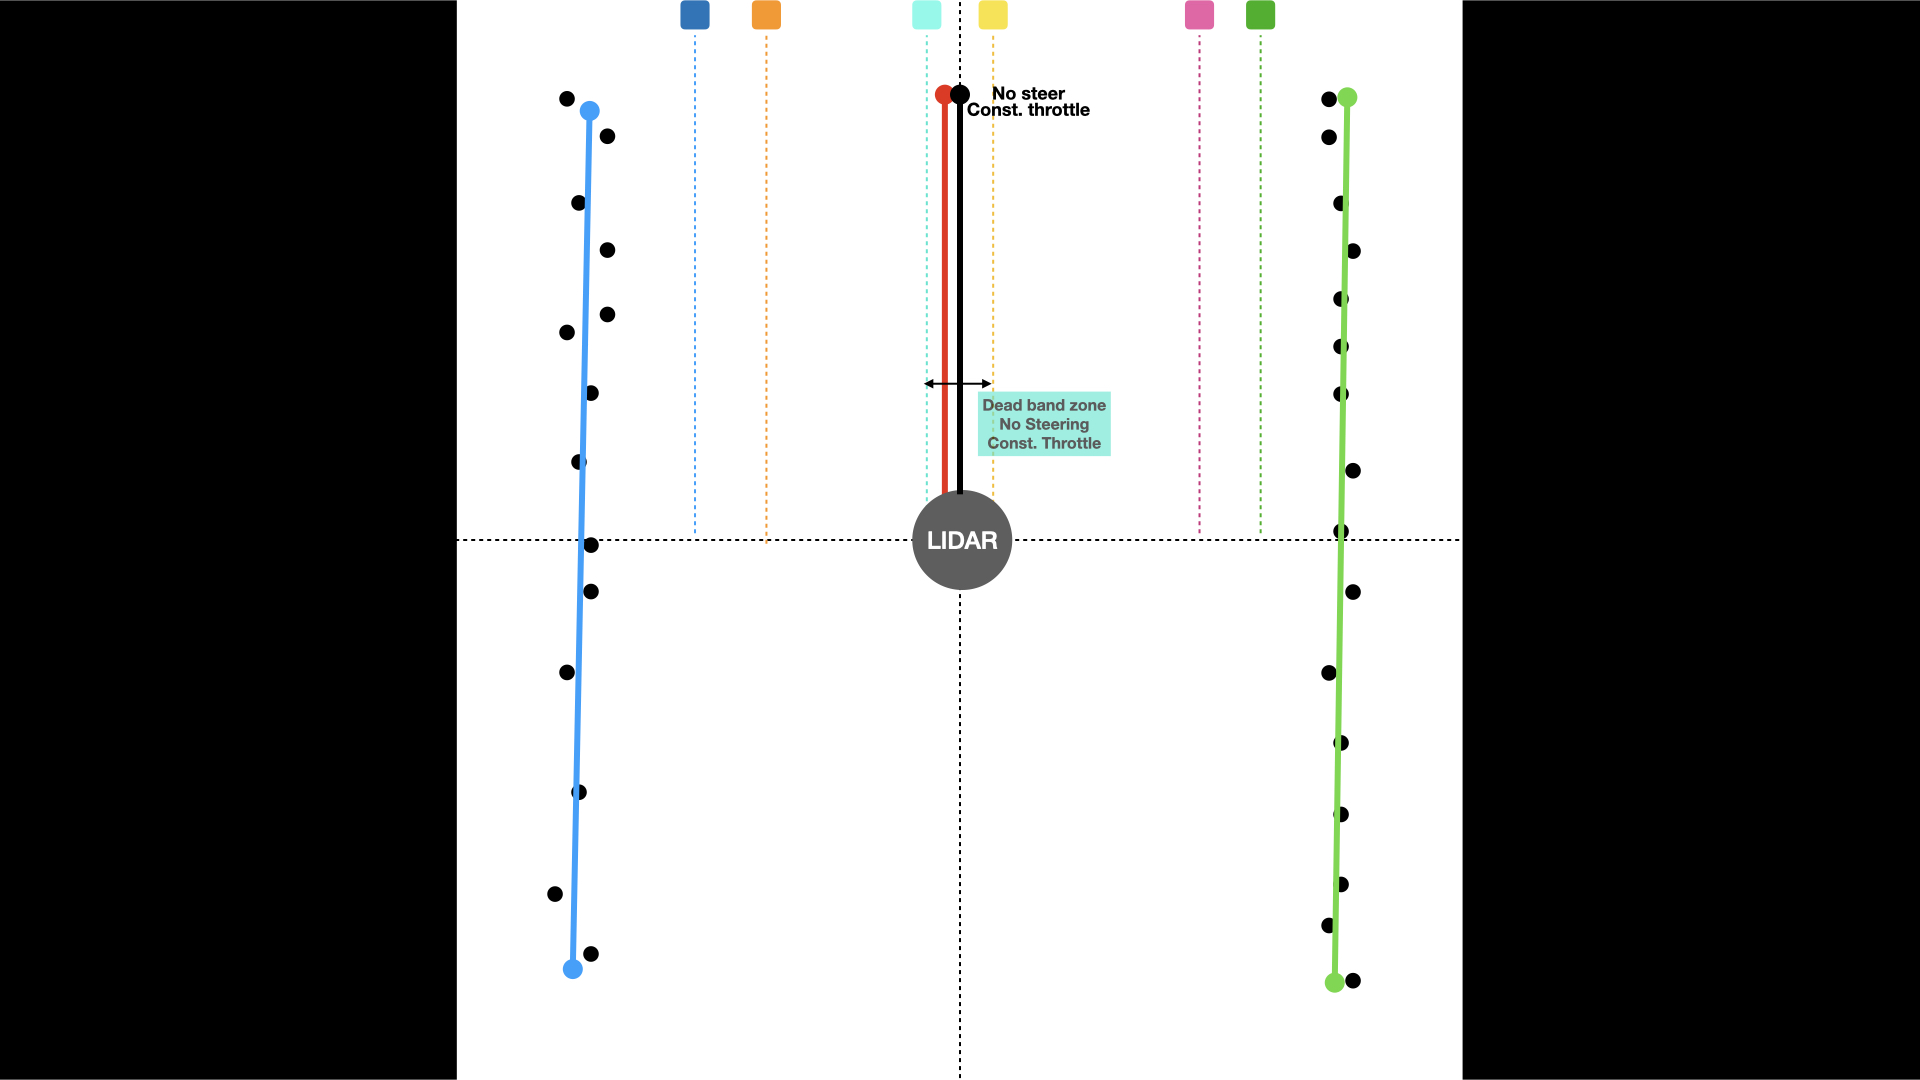 No steer
Const. throttle
Dead band zone
No Steering
Const. Throttle
LIDAR